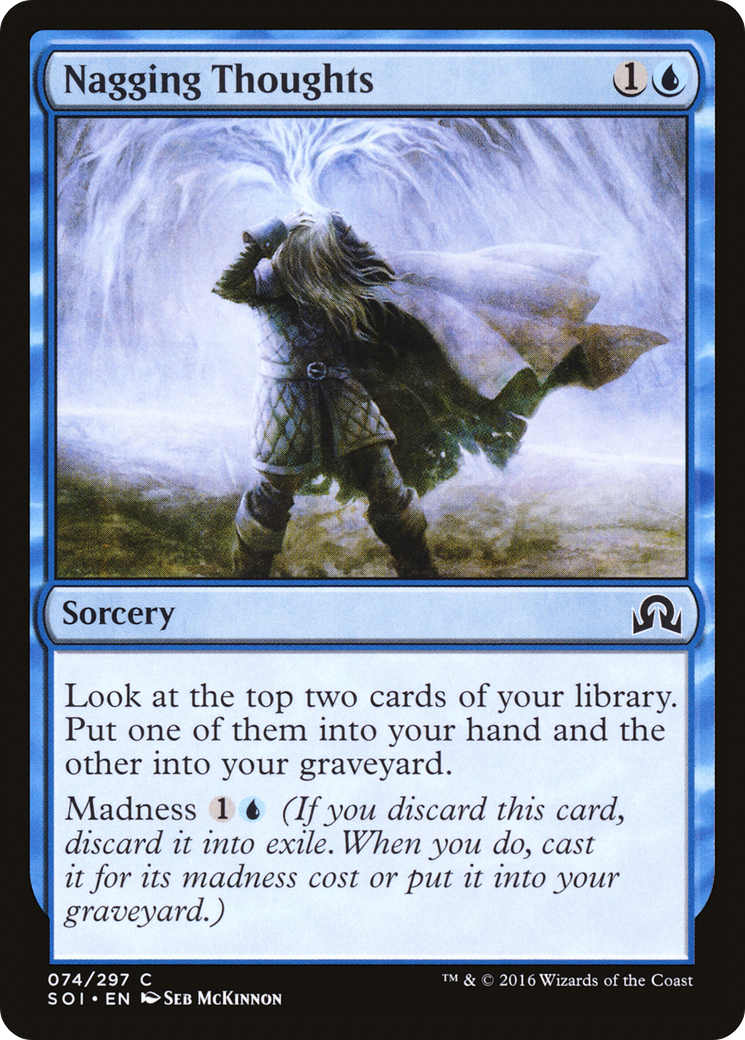 Nagging Thoughts 1
Sorcery
Look at the top two cards of your library.
Put one of them into your hand and the
other into your graveyard.
Madness 1 (If you discard this card,
discard it into exile. When you do, cast
it for its madness cost or put it into your
graveyard.)
074/297 C
SOI • EN Seb McKinnon
™ & © 2016 Wizards of the Coast